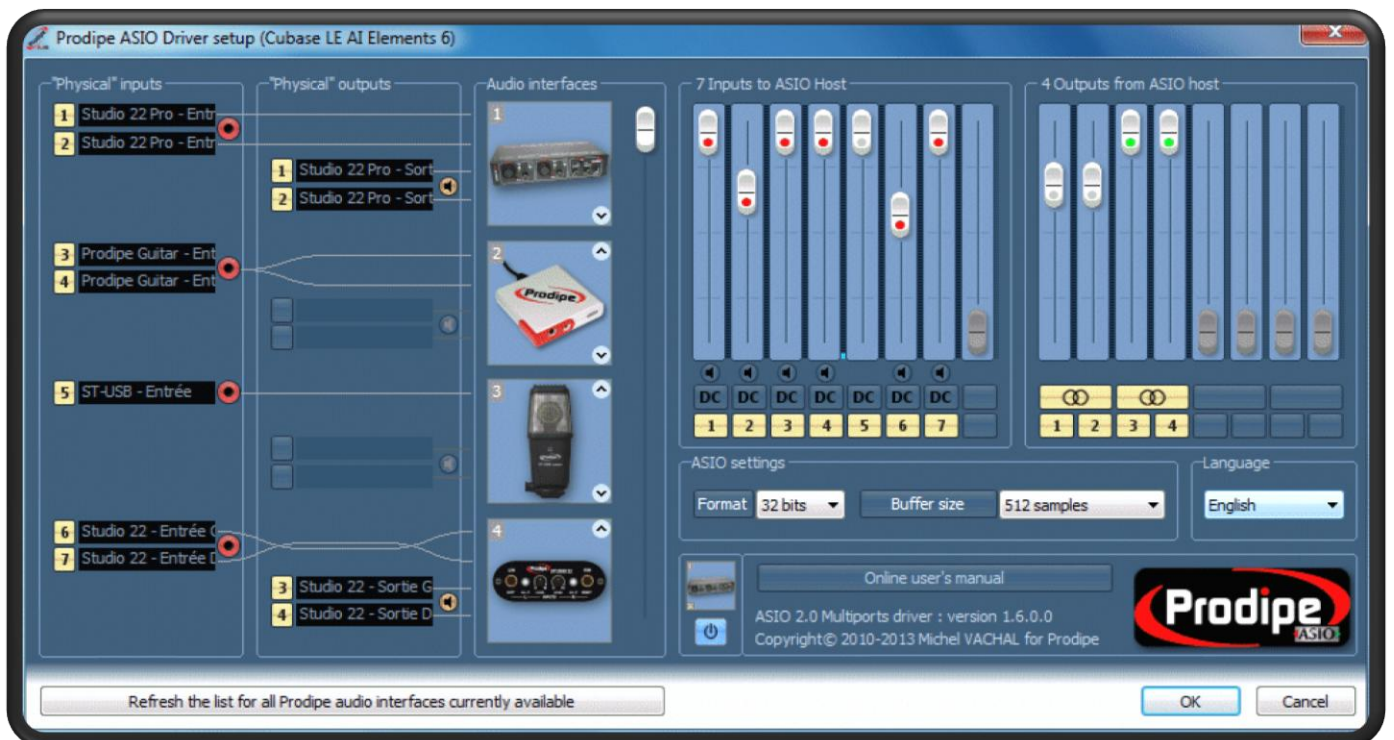 Prodipe ASIO Driver setup (Cubase LE AI Elements 6)
"Physical" inputs
1 Studio 22 Pro - Entr
2 Studio 22 Pro - Entr
3 Prodipe Guitar - Ent
4 Prodipe Guitar - Ent
5 ST-USB - Entrée
6 Studio 22 - Entrée
7 Studio 22 - Entrée D
"Physical" outputs
1 Studio 22 Pro - Sort
2 Studio 22 Pro - Sort
3 Studio 22 - Sortie G
4 Studio 22 - Sortie D
Audio interfaces
1
2
Prodipe
3
4
7 Inputs to ASIO Host
DC DC DC DC DC DC DC
1 2 3 4 5 6 7
4 Outputs from ASIO host
1 2 3 4
ASIO settings
Format 32 bits Buffer size 512 samples
Language
English
Online user's manual
ASIO 2.0 Multiports driver : version 1.6.0.0
Copyright© 2010-2013 Michel VACHAL for Prodipe
Prodipe
ASIO
Refresh the list for all Prodipe audio interfaces currently available
OK Cancel